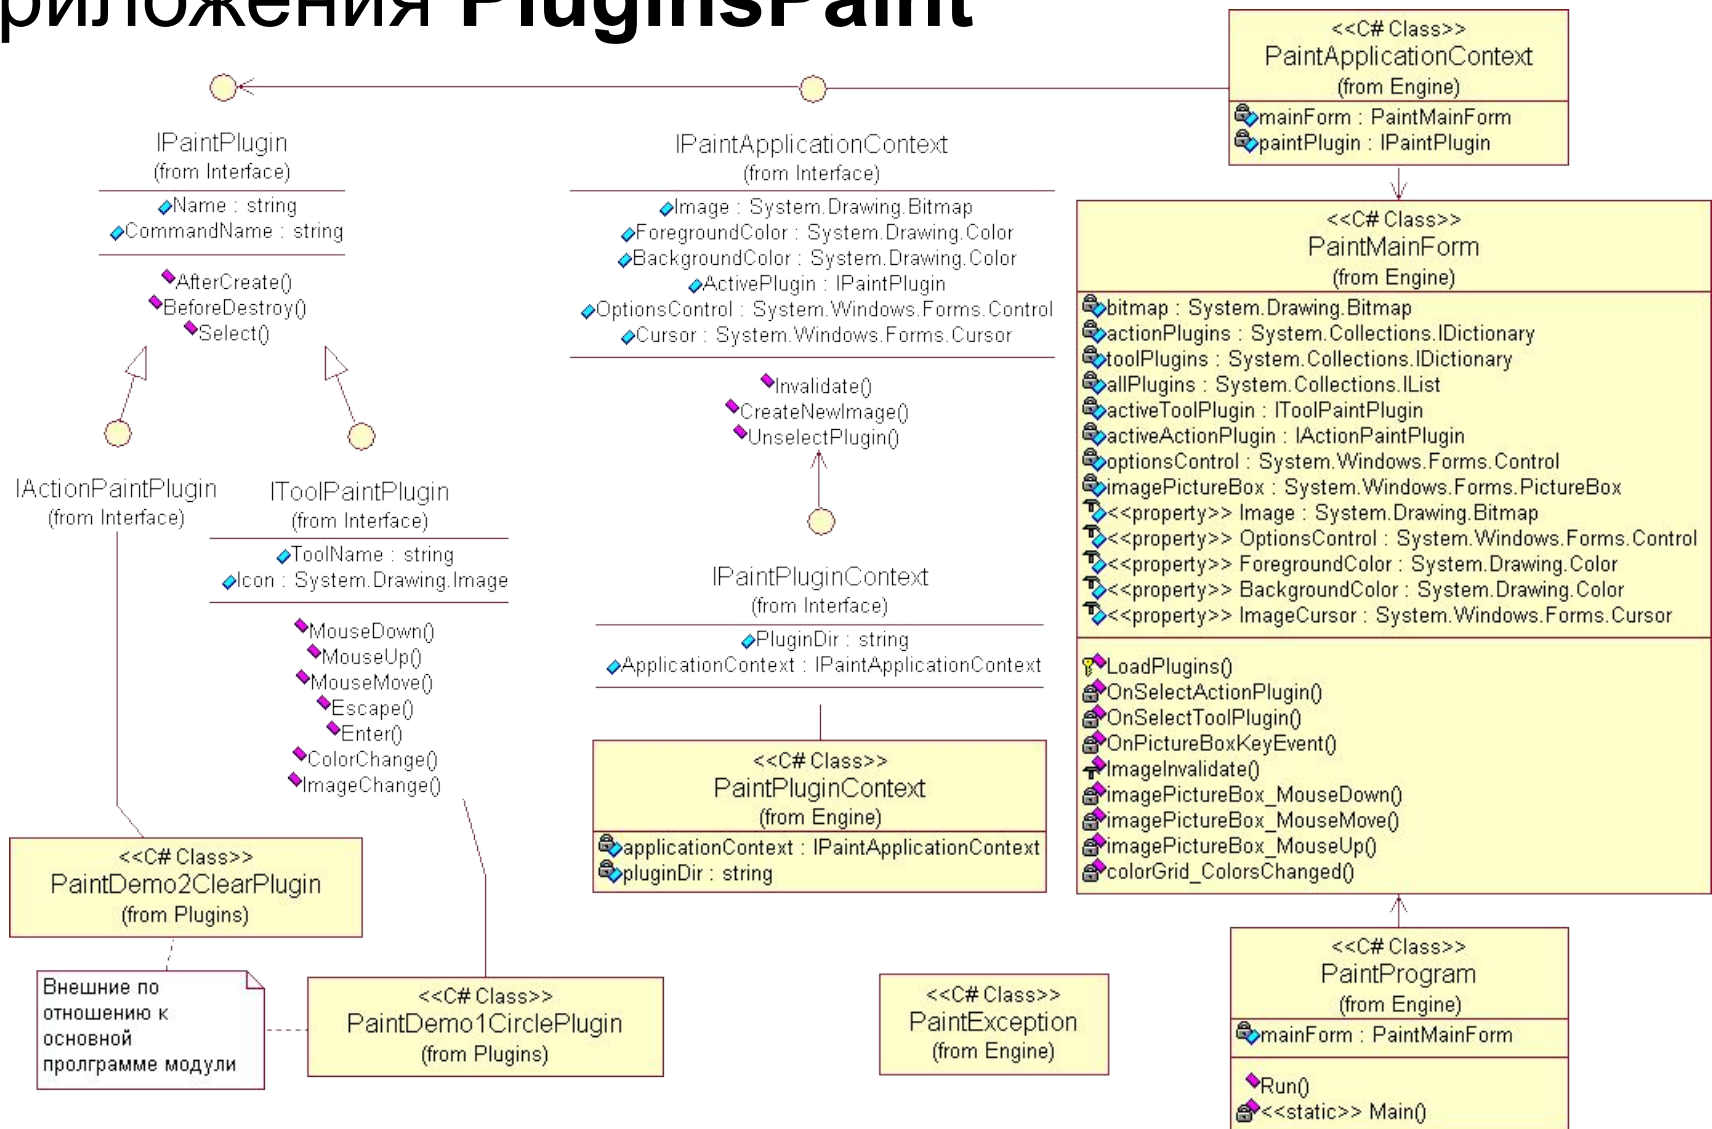 риложения PluginsPaint
IPaintPlugin
(from Interface)
Name : string
CommandName : string
AfterCreate()
BeforeDestroy()
Select()
IActionPaintPlugin
(from Interface)
IToolPaintPlugin
(from Interface)
ToolName : string
Icon : System.Drawing.Image
MouseDown()
MouseUp()
MouseMove()
Escape()
Enter()
ColorChange()
ImageChange()
<<C# Class>>
PaintDemo2ClearPlugin
(from Plugins)
Внешние по
отношению к
основной
пролграмме модули
<<C# Class>>
PaintDemo1CirclePlugin
(from Plugins)
IPaintApplicationContext
(from Interface)
Image : System.Drawing.Bitmap
ForegroundColor : System.Drawing.Color
BackgroundColor : System.Drawing.Color
ActivePlugin : IPaintPlugin
OptionsControl : System.Windows.Forms.Control
Cursor : System.Windows.Forms.Cursor
Invalidate()
CreateNewImage()
UnselectPlugin()
IPaintPluginContext
(from Interface)
PluginDir : string
ApplicationContext : IPaintApplicationContext
<<C# Class>>
PaintPluginContext
(from Engine)
applicationContext : IPaintApplicationContext
pluginDir : string
<<C# Class>>
PaintException
(from Engine)
<<C# Class>>
PaintApplicationContext
(from Engine)
mainForm : PaintMainForm
paintPlugin : IPaintPlugin
<<C# Class>>
PaintMainForm
(from Engine)
bitmap : System.Drawing.Bitmap
actionPlugins : System.Collections.IDictionary
toolPlugins : System.Collections.IDictionary
allPlugins : System.Collections.IList
activeToolPlugin : IToolPaintPlugin
activeActionPlugin : IActionPaintPlugin
optionsControl : System.Windows.Forms.Control
imagePictureBox : System.Windows.Forms.PictureBox
<<property>> Image : System.Drawing.Bitmap
<<property>> OptionsControl : System.Windows.Forms.Control
<<property>> ForegroundColor : System.Drawing.Color
<<property>> BackgroundColor : System.Drawing.Color
<<property>> ImageCursor : System.Windows.Forms.Cursor
LoadPlugins()
OnSelectActionPlugin()
OnSelectToolPlugin()
OnPictureBoxKeyEvent()
ImageInvalidate()
imagePictureBox_MouseDown()
imagePictureBox_MouseMove()
imagePictureBox_MouseUp()
colorGrid_ColorsChanged()
<<C# Class>>
PaintProgram
(from Engine)
mainForm : PaintMainForm
Run()
<<static>> Main()